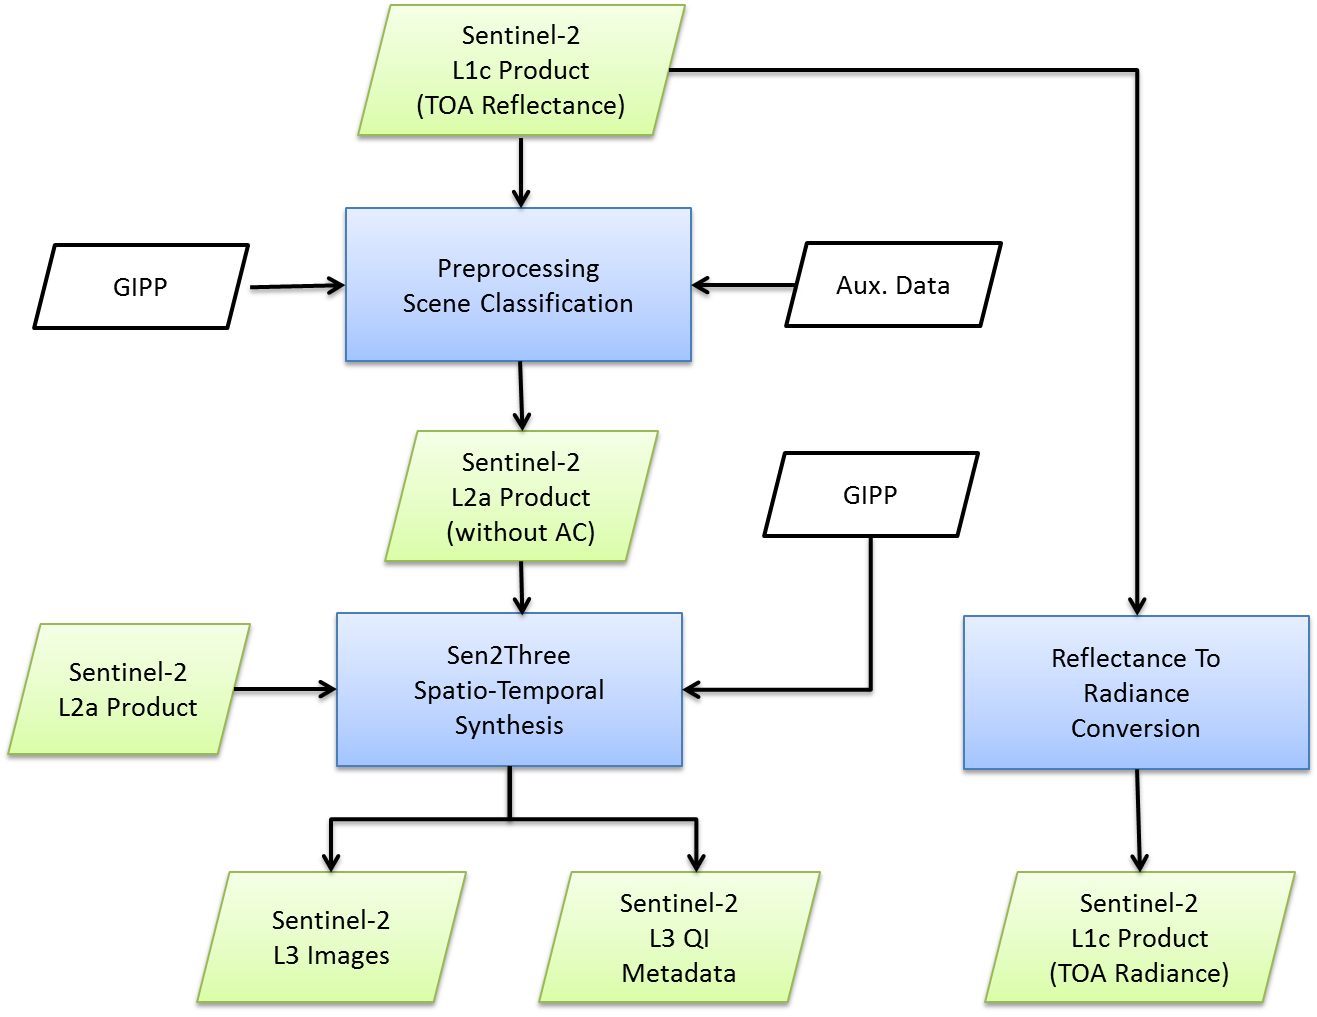 Sentinel-2
L1c Product
(TOA Reflectance)
GIPP
Preprocessing
Scene Classification
Aux. Data
Sentinel-2
L2a Product
(without AC)
GIPP
Sentinel-2
L2a Product
Sen2Three
Spatio-Temporal
Synthesis
Reflectance To
Radiance
Conversion
Sentinel-2
L3 Images
Sentinel-2
L3 QI
Metadata
Sentinel-2
L1c Product
(TOA Radiance)